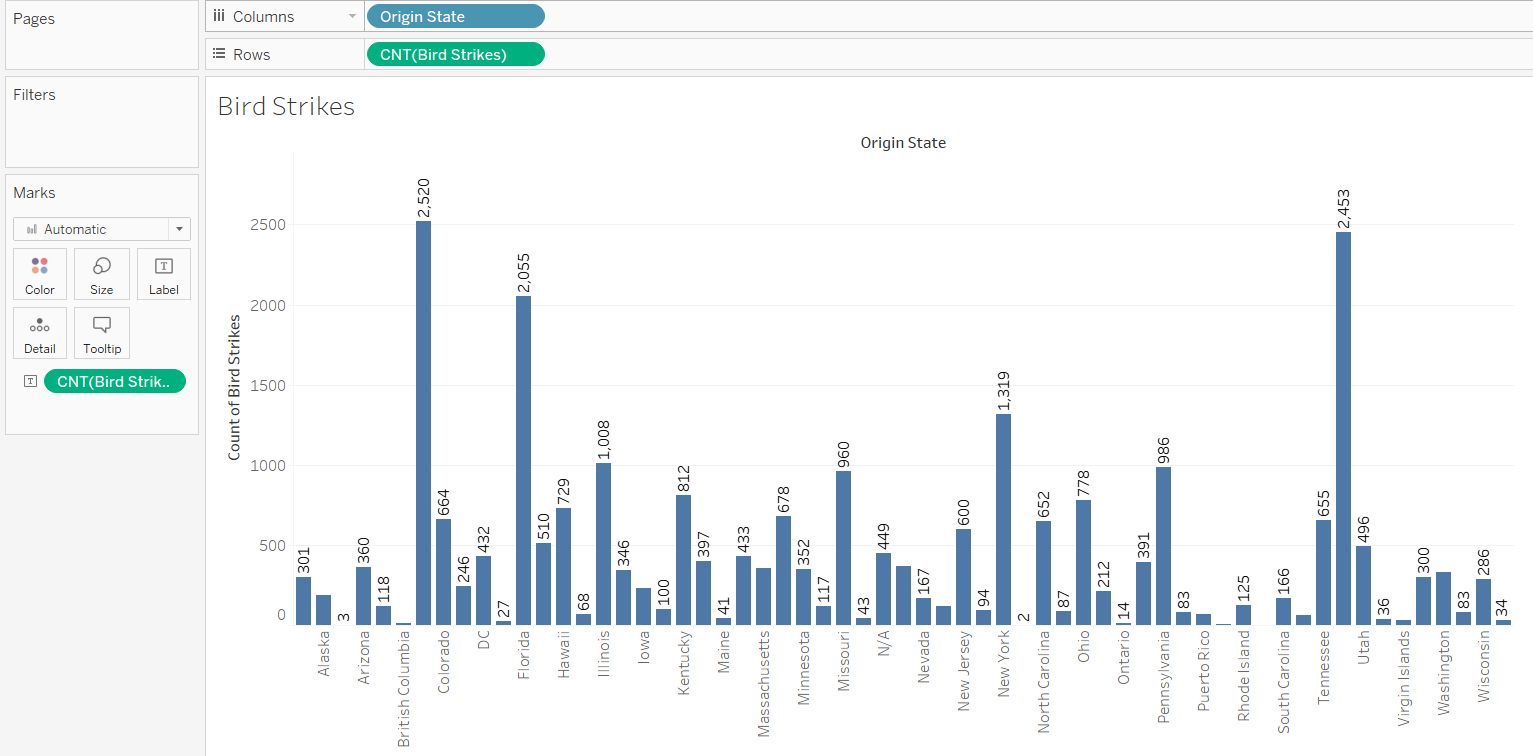 Pages
Columns
Origin State
Rows
CNT(Bird Strikes)
Filters
Marks
Automatic
Color
Size
Label
Detail
Tooltip
CNT(Bird Strik..
Bird Strikes
Origin State
Count of Bird Strikes
2500
2000
1500
1000
500
0
301
3
360
118
2,520
664
246
432
27
2,055
510
729
68
1,008
346
100
812
397
41
433
678
352
117
960
43
449
167
600
94
1,319
2
652
87
778
212
14
391
986
83
125
166
655
2,453
496
36
300
83
286
34
Alaska
Arizona
British Columbia
Colorado
DC
Florida
Hawaii
Illinois
Iowa
Kentucky
Maine
Massachusetts
Minnesota
Missouri
N/A
Nevada
New Jersey
New York
North Carolina
Ohio
Ontario
Pennsylvania
Puerto Rico
Rhode Island
South Carolina
Tennessee
Utah
Virgin Islands
Washington
Wisconsin